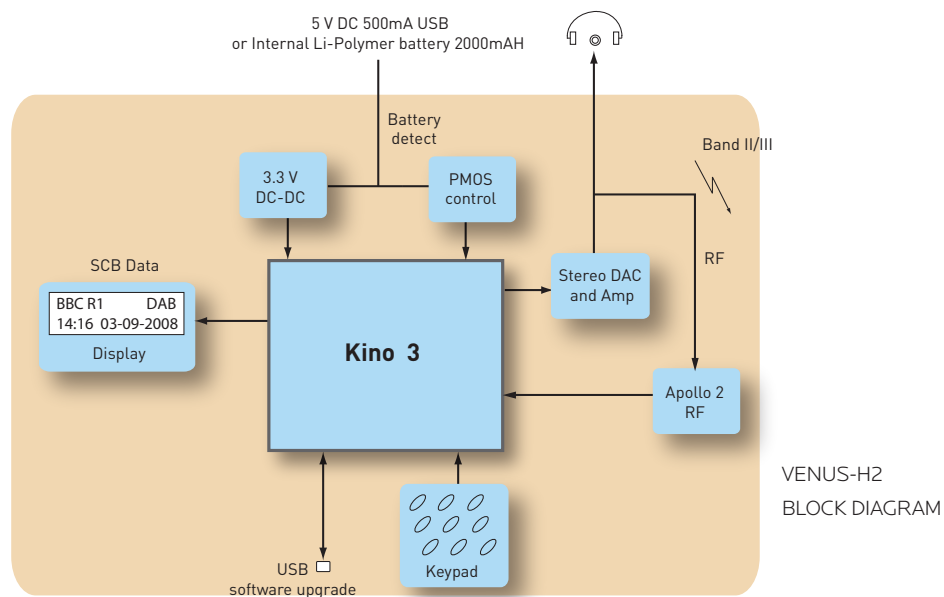 5 V DC 500mA USB
or Internal Li-Polymer battery 2000mAH
Battery
detect
Band II/III
3.3 V
DC-DC
PMOS
control
RF
SCB Data
Stereo DAC
and Amp
BBC R1 DAB
14:16 03-09-2008
Display
Kino 3
Apollo 2
RF
VENUS-H2
BLOCK DIAGRAM
Keypad
USB
software upgrade